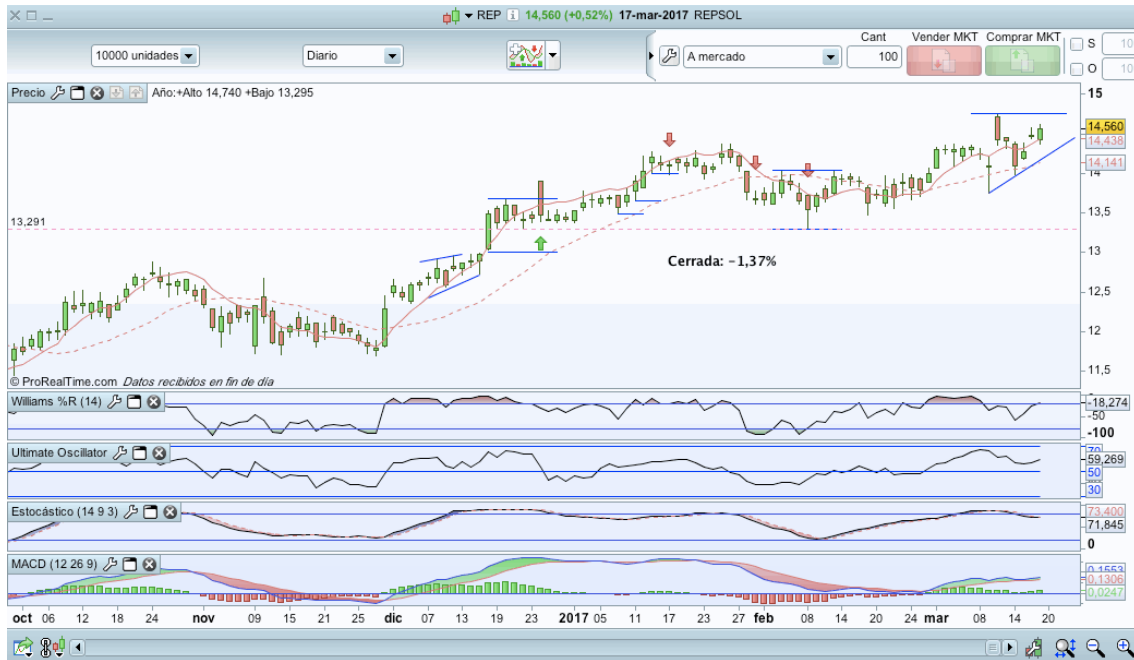 REP 14,560 (+0,52%) 17-mar-2017 REPSOL
10000 unidades
Diario
A mercado
Cant
100
Vender MKT
Comprar MKT
S
10
O
10
Precio
Año:+Alto 14,740 +Bajo 13,295
15
14,560
14,438
14,141
14
13,5
13
12,5
12
11,5
13,291
Cerrada: -1,37%
© ProRealTime.com Datos recibidos en fin de día
Williams %R (14)
-18,274
-50
-100
Ultimate Oscillator
70
59,269
50
30
Estocástico (14 9 3)
73,400
71,845
0
MACD (12 26 9)
0,1553
0,1306
0,0247
oct 06 12 18 24 nov 09 15 21 25 dic 07 13 19 23 2017 05 11 17 23 27 feb 08 14 20 24 mar 08 14 20